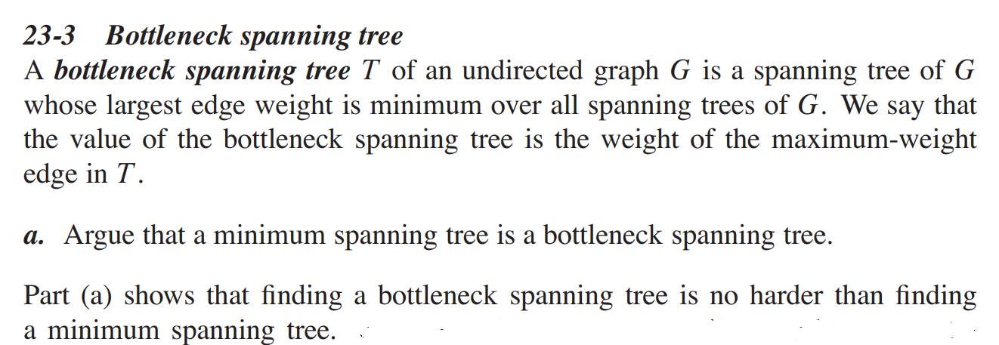 23-3 Bottleneck spanning tree
A bottleneck spanning tree T of an undirected graph G is a spanning tree of G
whose largest edge weight is minimum over all spanning trees of G. We say that
the value of the bottleneck spanning tree is the weight of the maximum-weight
edge in T.
a. Argue that a minimum spanning tree is a bottleneck spanning tree.
Part (a) shows that finding a bottleneck spanning tree is no harder than finding
a minimum spanning tree.